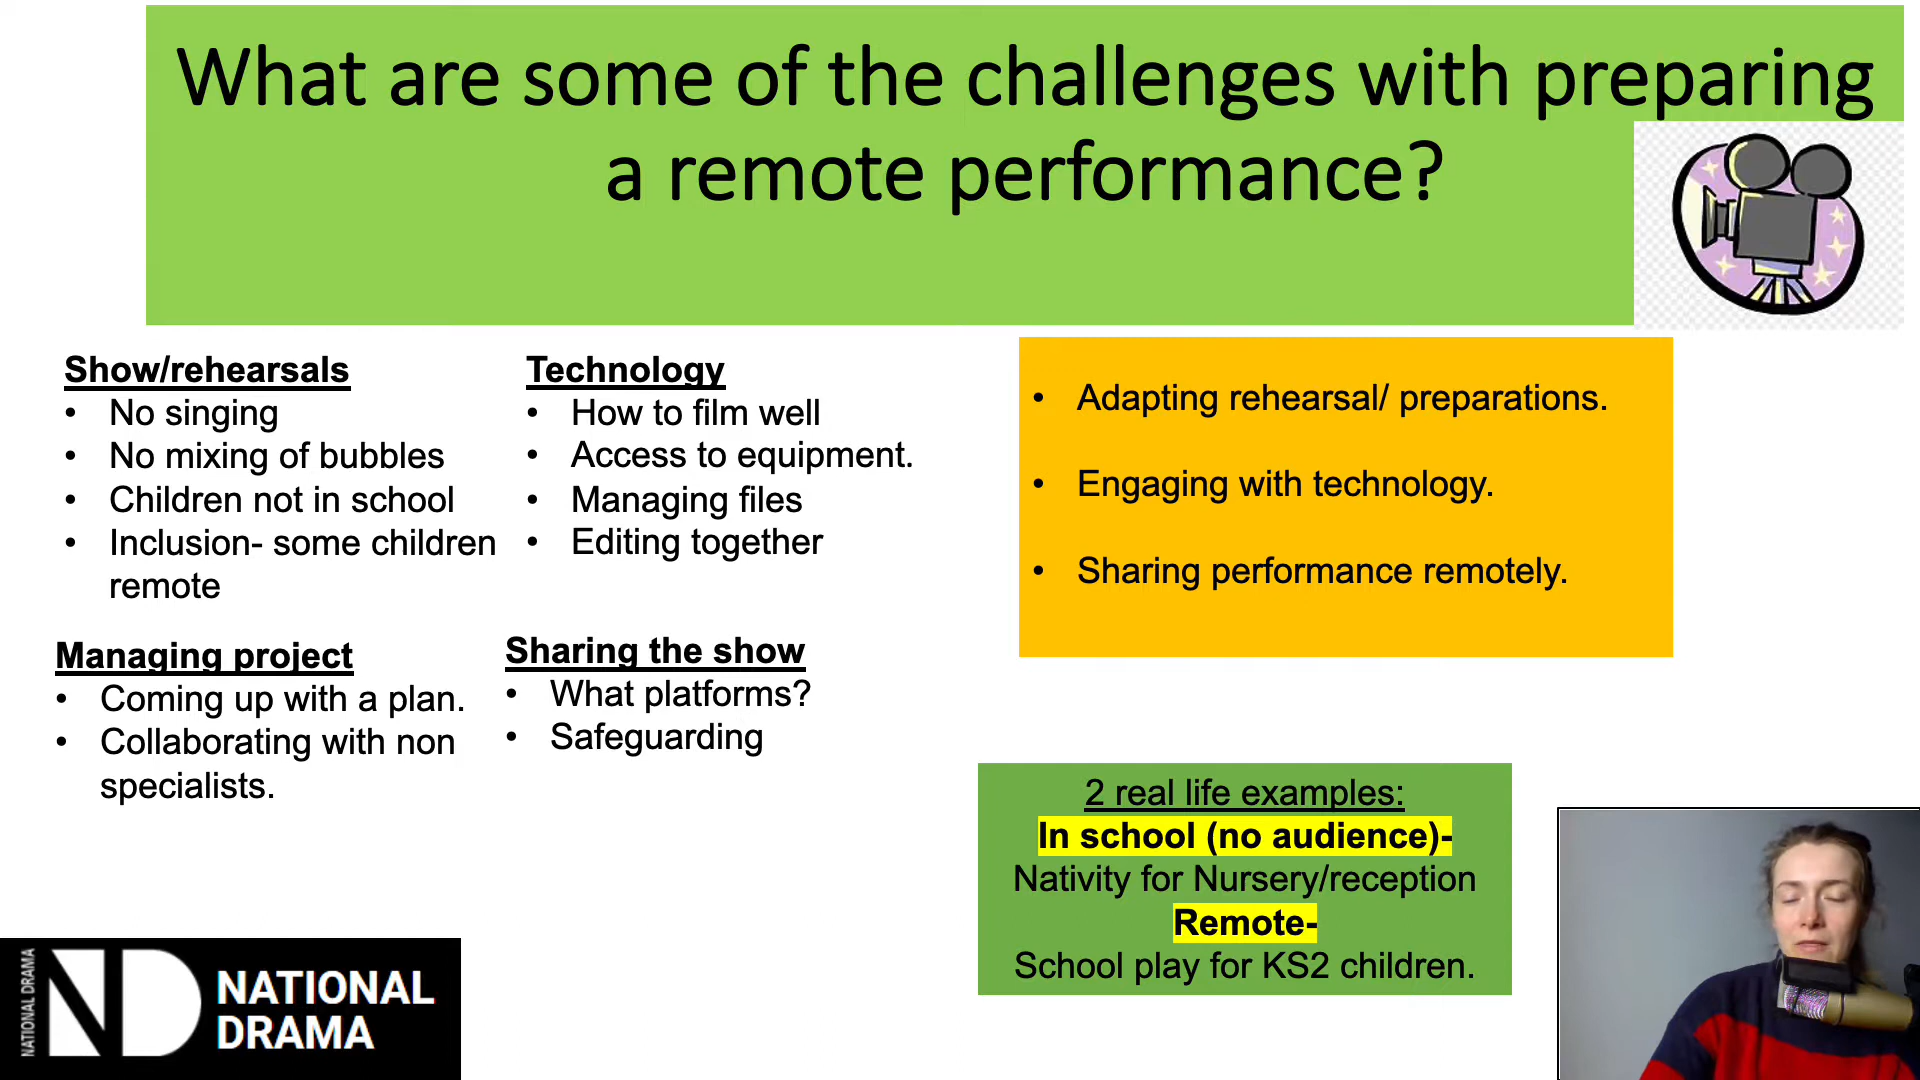 What are some of the challenges with preparing
a remote performance?
Show/rehearsals
• No singing
• No mixing of bubbles
• Children not in school
• Inclusion- some children
remote
Technology
• How to film well
• Access to equipment.
• Managing files
• Editing together
Managing project
• Coming up with a plan.
• Collaborating with non
specialists.
Sharing the show
• What platforms?
• Safeguarding
• Adapting rehearsal/ preparations.
• Engaging with technology.
• Sharing performance remotely.
2 real life examples:
In school (no audience)-
Nativity for Nursery/reception
Remote-
School play for KS2 children.
NATIONAL DRAMA
ND
NATIONAL
DRAMA